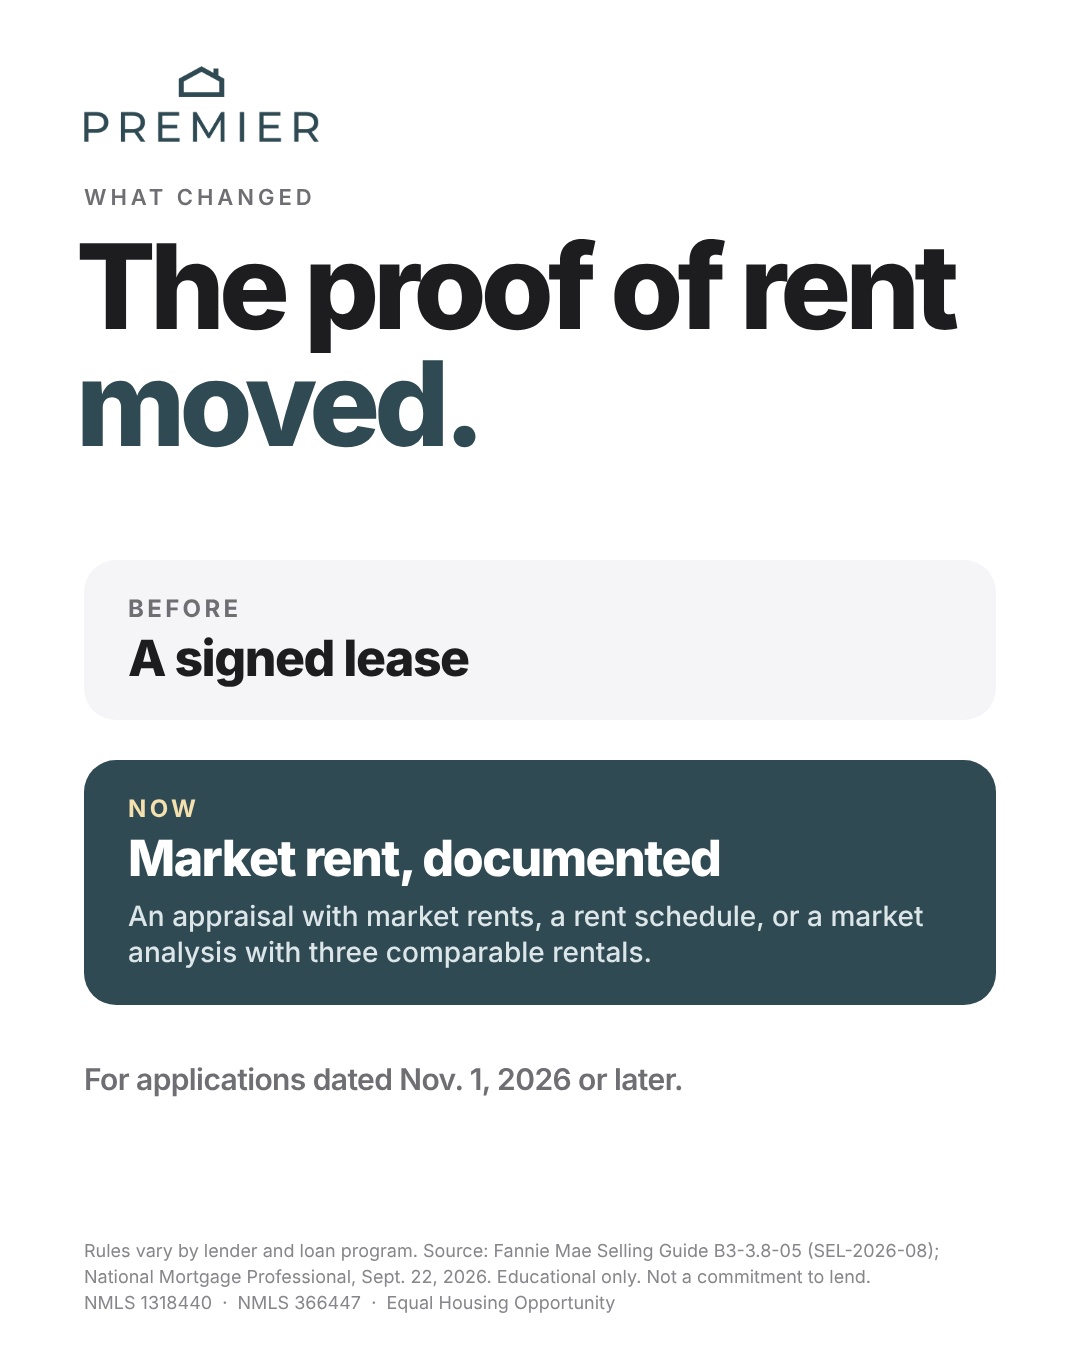 PREMIER
WHAT CHANGED
The proof of rent
moved.
BEFORE
A signed lease
NOW
Market rent, documented
An appraisal with market rents, a rent schedule, or a market
analysis with three comparable rentals.
For applications dated Nov. 1, 2026 or later.
Rules vary by lender and loan program. Source: Fannie Mae Selling Guide B3-3.8-05 (SEL-2026-08);
National Mortgage Professional, Sept. 22, 2026. Educational only. Not a commitment to lend.
NMLS 1318440 · NMLS 366447 · Equal Housing Opportunity